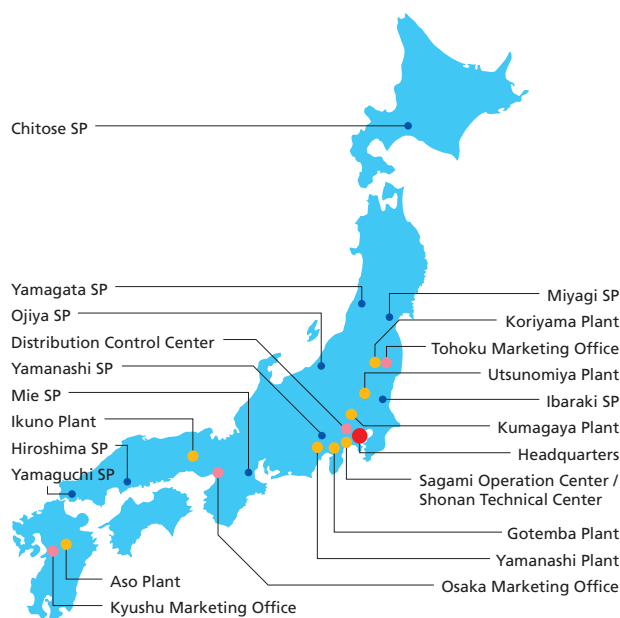 Chitose SP
Yamagata SP
Ojiya SP
Distribution Control Center
Yamanashi SP
Mie SP
Ikuno Plant
Hiroshima SP
Yamaguchi SP
Miyagi SP
Koriyama Plant
Tohoku Marketing Office
Utsunomiya Plant
Ibaraki SP
Kumagaya Plant
Headquarters
Sagami Operation Center /
Shonan Technical Center
Gotemba Plant
Yamanashi Plant
Osaka Marketing Office
Aso Plant
Kyushu Marketing Office